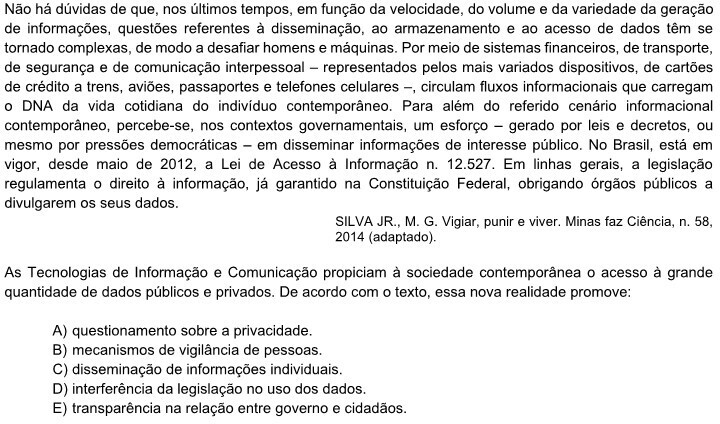 Não há dúvidas de que, nos últimos tempos, em função da velocidade, do volume e da variedade da geração
de informações, questões referentes à disseminação, ao armazenamento e ao acesso de dados têm se
tornado complexas, de modo a desafiar homens e máquinas. Por meio de sistemas financeiros, de transporte,
de segurança e de comunicação interpessoal – representados pelos mais variados dispositivos, de cartões
de crédito a trens, aviões, passaportes e telefones celulares –, circulam fluxos informacionais que carregam
o DNA da vida cotidiana do indivíduo contemporâneo. Para além do referido cenário informacional
contemporâneo, percebe-se, nos contextos governamentais, um esforço – gerado por leis e decretos, ou
mesmo por pressões democráticas – em disseminar informações de interesse público. No Brasil, está em
vigor, desde maio de 2012, a Lei de Acesso à Informação n. 12.527. Em linhas gerais, a legislação
regulamenta o direito à informação, já garantido na Constituição Federal, obrigando órgãos públicos a
divulgarem os seus dados.
SILVA JR., M. G. Vigiar, punir e viver. Minas faz Ciência, n. 58,
2014 (adaptado).
As Tecnologias de Informação e Comunicação propiciam à sociedade contemporânea o acesso à grande
quantidade de dados públicos e privados. De acordo com o texto, essa nova realidade promove:
A) questionamento sobre a privacidade.
B) mecanismos de vigilância de pessoas.
C) disseminação de informações individuais.
D) interferência da legislação no uso dos dados.
E) transparência na relação entre governo e cidadãos.